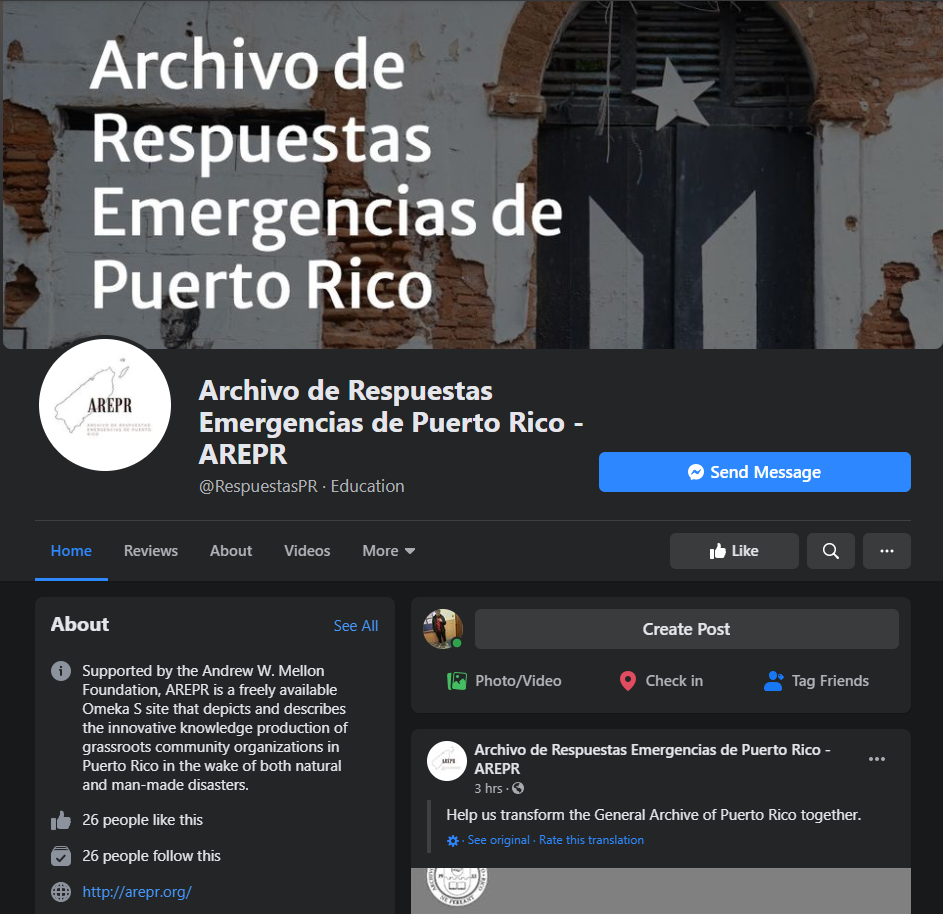 Archivo de
Respuestas
Emergencias de
Puerto Rico
AREPR
ARCHIVO DE RESPUESTAS
EMERGENCIAS DE PUERTO
RICO
Archivo de Respuestas
Emergencias de Puerto Rico -
AREPR
@RespuestasPR · Education
Send Message
Home
Reviews
About
Videos
More
Like
About
See All
Supported by the Andrew W. Mellon
Foundation, AREPR is a freely available
Omeka S site that depicts and describes
the innovative knowledge production of
grassroots community organizations in
Puerto Rico in the wake of both natural
and man-made disasters.
26 people like this
26 people follow this
http://arepr.org/
Create Post
Photo/Video
Check in
Tag Friends
AREPR
Archivo de Respuestas Emergencias de Puerto Rico -
AREPR
3 hrs ·
Help us transform the General Archive of Puerto Rico together.
· See original · Rate this translation